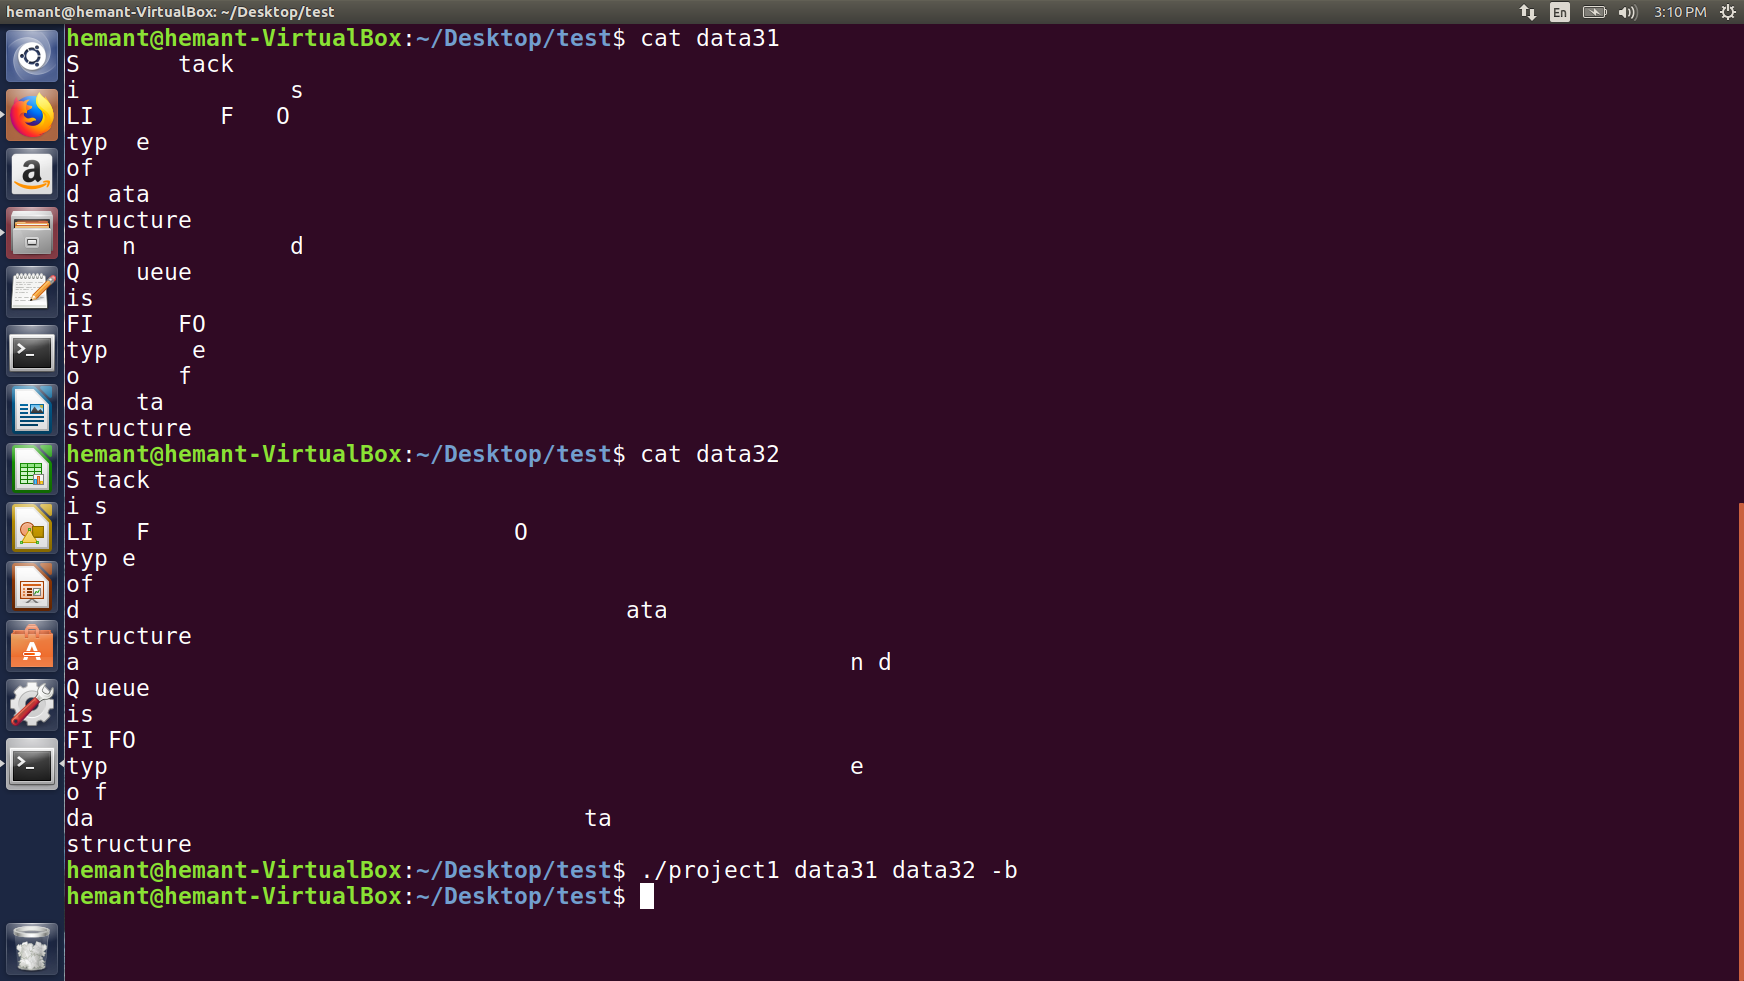 hemant@hemant-VirtualBox: ~/Desktop/test En 3:10 PM
hemant@hemant-VirtualBox:~/Desktop/test$ cat data31
S       tack
i               s
LI         F   O
typ  e
of
d  ata
structure
a   n           d
Q    ueue
is
FI      FO
typ      e
o       f
da   ta
structure
hemant@hemant-VirtualBox:~/Desktop/test$ cat data32
S tack
i s
LI   F                          O
typ e
of
d                                       ata
structure
a                                                       n d
Q ueue
is
FI FO
typ                                                     e
o f
da                                   ta
structure
hemant@hemant-VirtualBox:~/Desktop/test$ ./project1 data31 data32 -b
hemant@hemant-VirtualBox:~/Desktop/test$